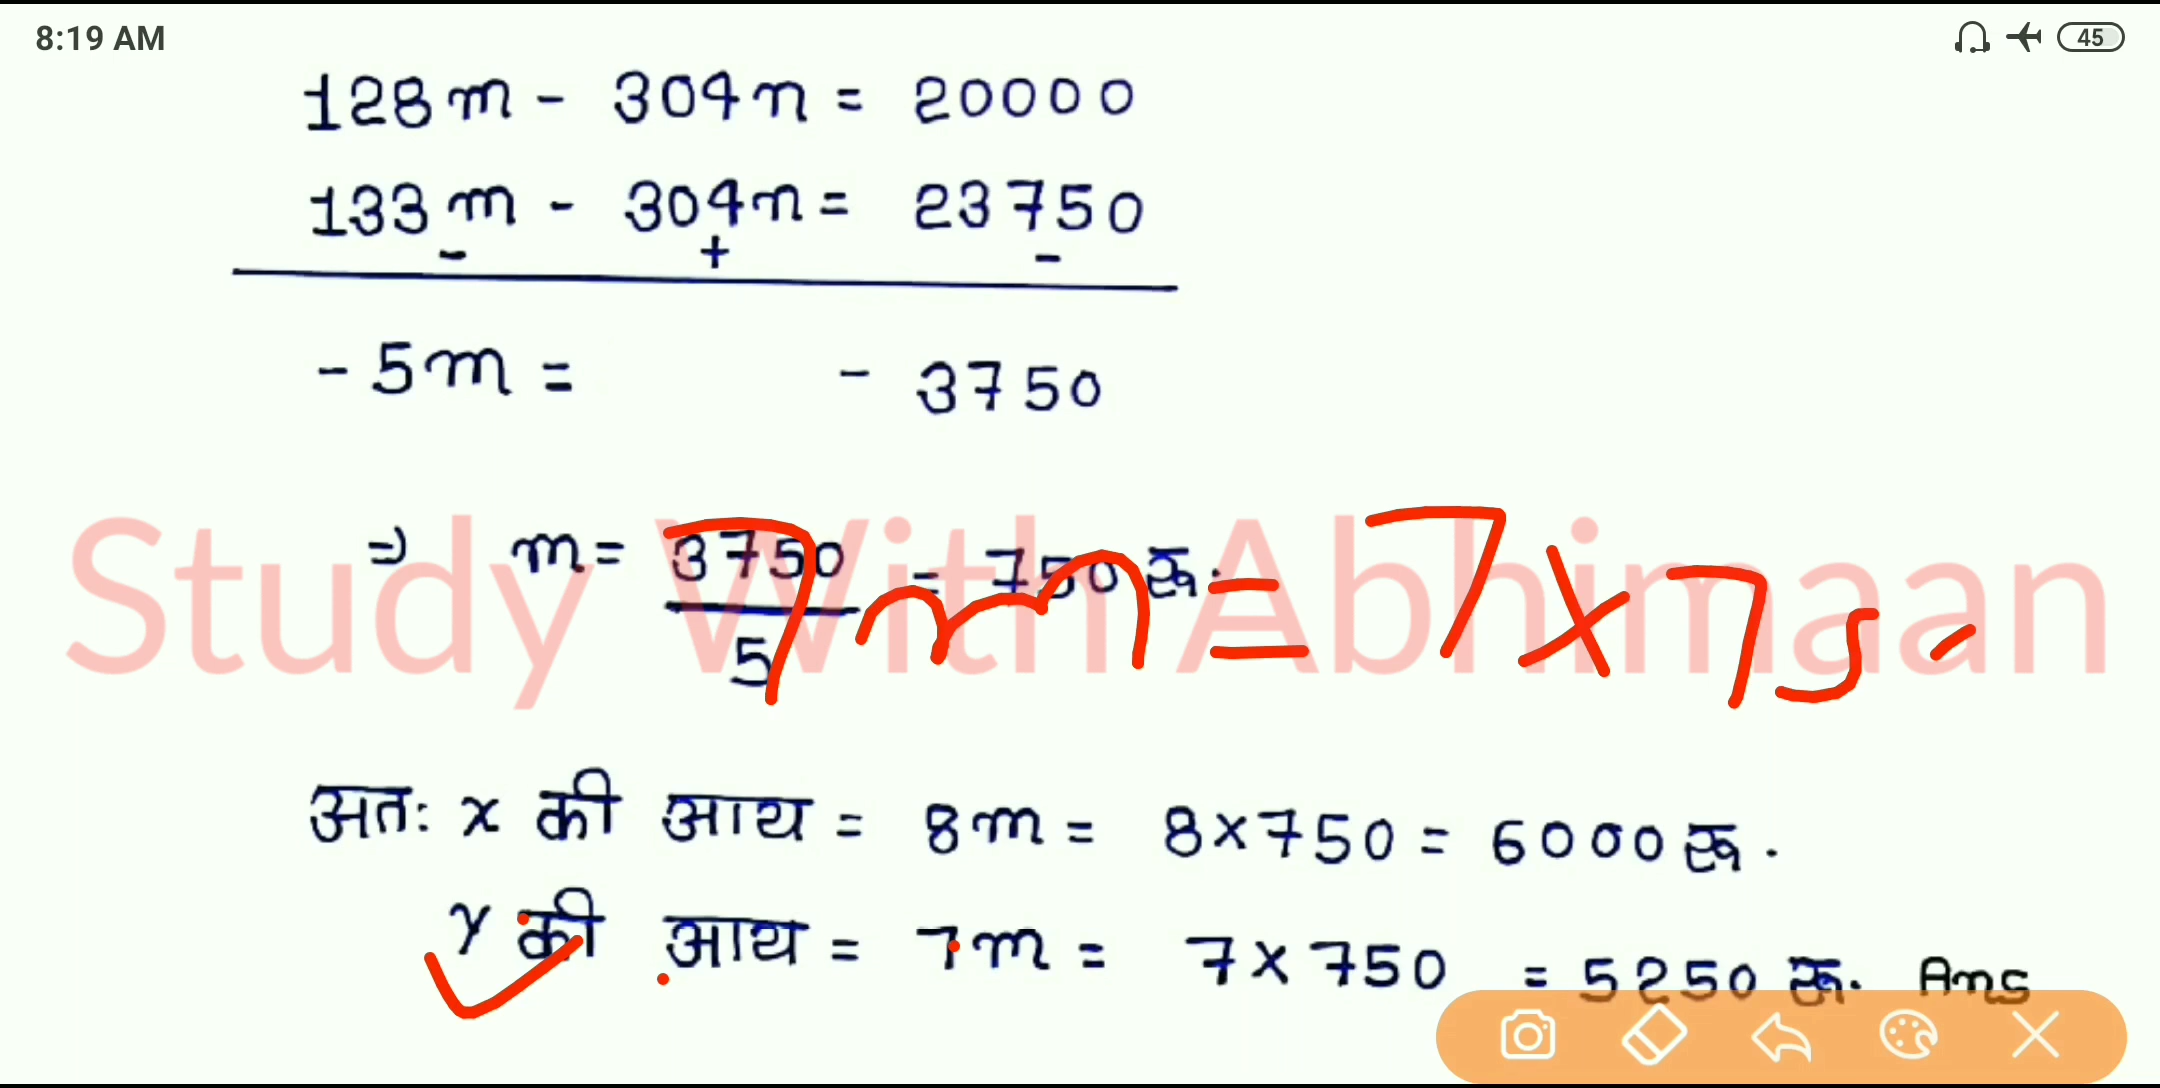 8:19 AM
45
128m - 304n = 20000
133m - 304n = 23750
- + -
- 5m = - 3750
⇒ m = 3750/5 = 750 रू.
7m = 7×75
Study With Abhimaan
अतः x की आय = 8m = 8×750 = 6000 रू.
y की आय = 7m = 7×750 = 5250 रू. Ans